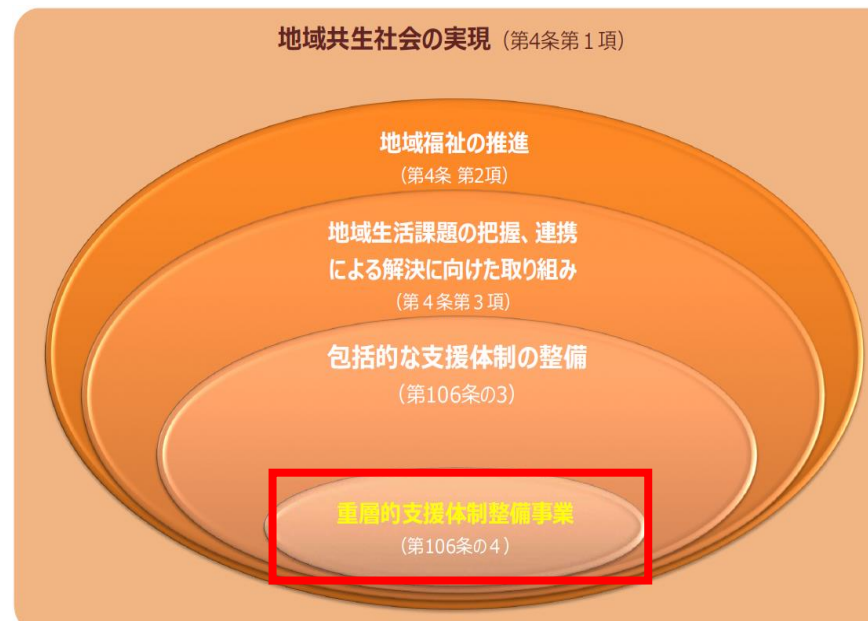 地域共生社会の実現（第4条第１項）
地域福祉の推進
（第4条 第2項）
地域生活課題の把握、連携
による解決に向けた取り組み
（第４条第３項）
包括的な支援体制の整備
（第106条の3）
重層的支援体制整備事業
（第106条の４）